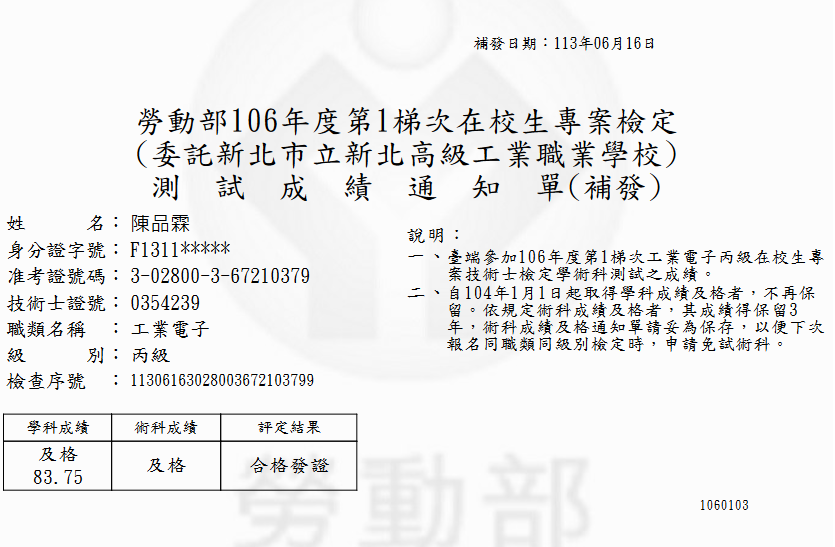 補發日期：113年06月16日
勞動部106年度第1梯次在校生專案檢定
(委託新北市立新北高級工業職業學校)
測 試 成 績 通 知 單(補發)
姓 名：陳品霖
身分證字號：F1311*****
准考證號碼：3-02800-3-67210379
技術士證號：0354239
職類名稱 ：工業電子
級 別：丙級
檢查序號 ：11306163028003672103799
說明：
一、臺端參加106年度第1梯次工業電子丙級在校生專
案技術士檢定學術科測試之成績。
二、自104年1月1日起取得學科成績及格者，不再保
留。依規定術科成績及格者，其成績得保留3
年，術科成績及格通知單請妥為保存，以便下次
報名同職類同級別檢定時，申請免試術科。
學科成績 術科成績 評定結果
及格
83.75 及格 合格發證
勞動部
1060103